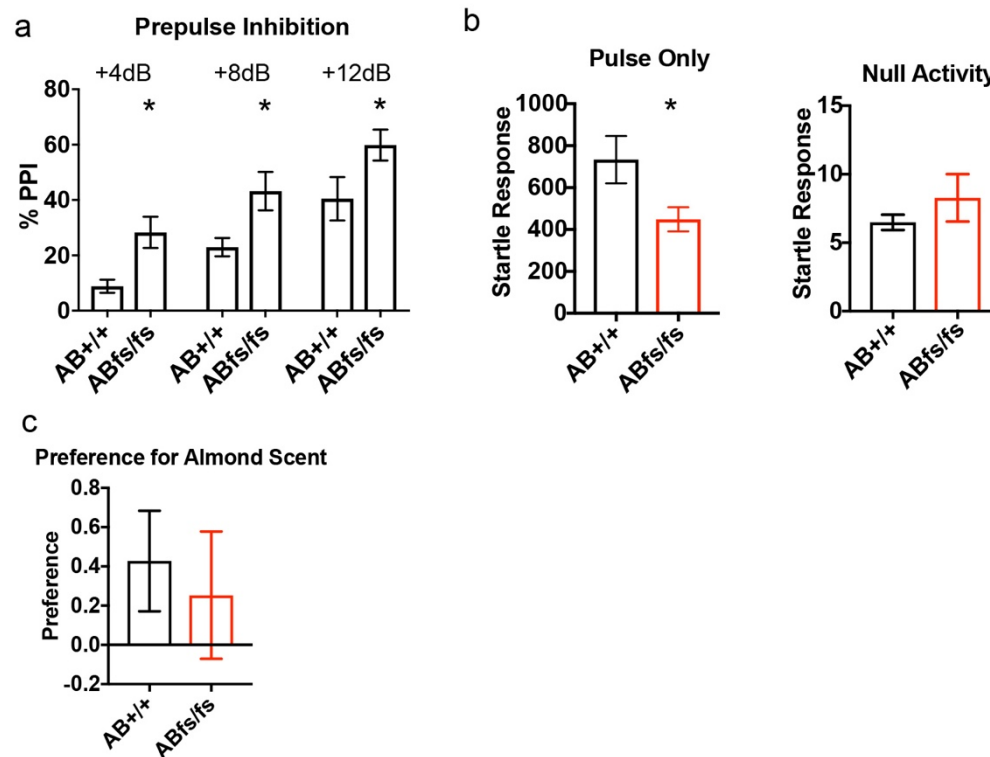 a
Prepulse Inhibition
+4dB +8dB +12dB
* * *
% PPI
80
60
40
20
0
AB+/+ ABfs/fs AB+/+ ABfs/fs AB+/+ ABfs/fs
b
Pulse Only
*
Startle Response
1000
800
600
400
200
0
AB+/+ ABfs/fs
Null Activity
Startle Response
15
10
5
0
AB+/+ ABfs/fs
c
Preference for Almond Scent
Preference
0.8
0.6
0.4
0.2
0.0
-0.2
AB+/+ ABfs/fs